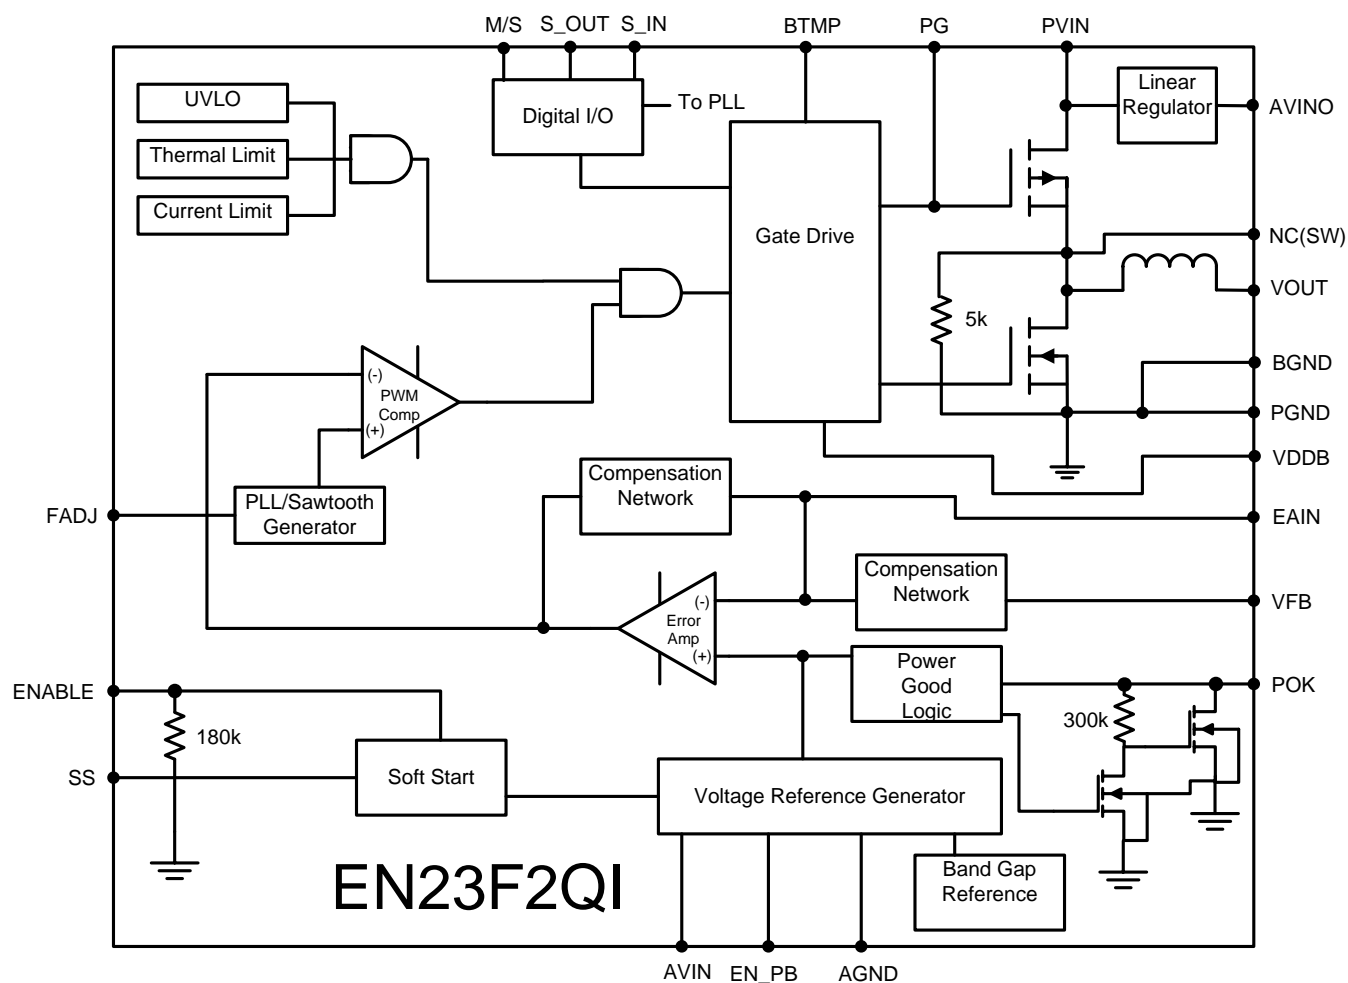 M/S S_OUT S_IN BTMP PG PVIN
UVLO
Thermal Limit
Current Limit
Digital I/O
To PLL
Gate Drive
Linear
Regulator
AVINO
NC(SW)
VOUT
5k
BGND
PGND
VDDB
(-)
PWM
Comp
(+)
FADJ
PLL/Sawtooth
Generator
Compensation
Network
EAIN
Compensation
Network
VFB
(-)
Error
Amp
(+)
Power
Good
Logic
POK
300k
ENABLE
180k
SS
Soft Start
Voltage Reference Generator
Band Gap
Reference
EN23F2QI
AVIN EN_PB AGND